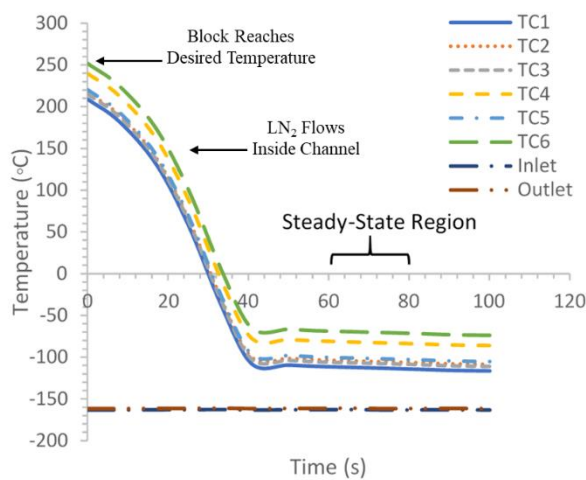 300
250
200
150
100
50
0
-50
-100
-150
-200
0
20
40
60
80
100
120
Temperature (°C)
Time (s)
Block Reaches
Desired Temperature
LN₂ Flows
Inside Channel
Steady-State Region
TC1
TC2
TC3
TC4
TC5
TC6
Inlet
Outlet